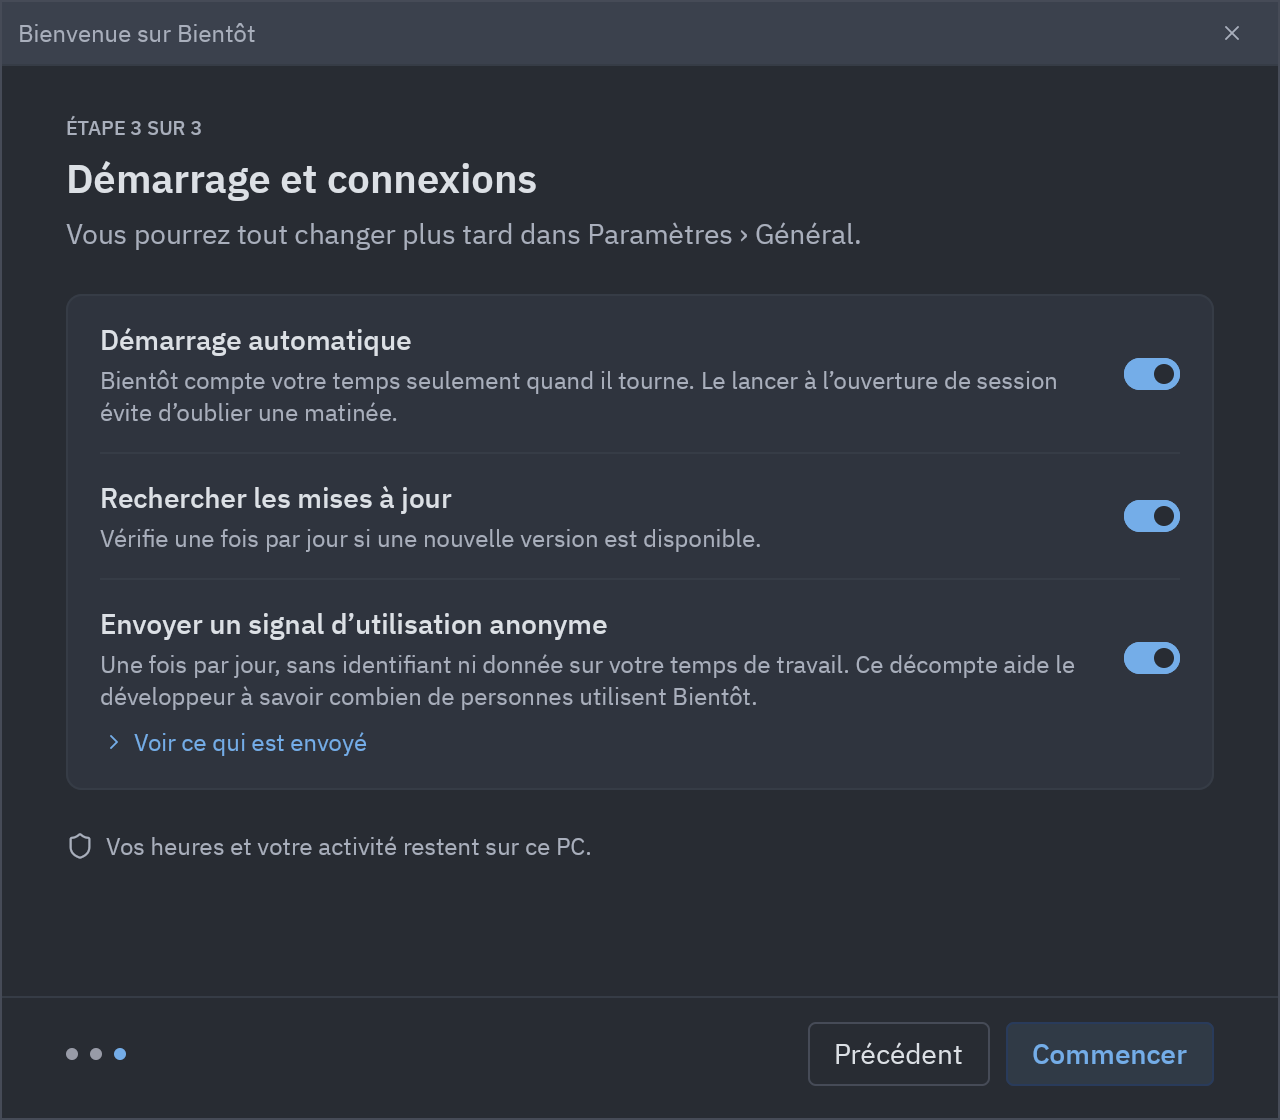 Bienvenue sur Bientôt
ÉTAPE 3 SUR 3
Démarrage et connexions
Vous pourrez tout changer plus tard dans Paramètres › Général.
Démarrage automatique
Bientôt compte votre temps seulement quand il tourne. Le lancer à l’ouverture de session
évite d’oublier une matinée.
Rechercher les mises à jour
Vérifie une fois par jour si une nouvelle version est disponible.
Envoyer un signal d’utilisation anonyme
Une fois par jour, sans identifiant ni donnée sur votre temps de travail. Ce décompte aide le
développeur à savoir combien de personnes utilisent Bientôt.
Voir ce qui est envoyé
Vos heures et votre activité restent sur ce PC.
Précédent
Commencer